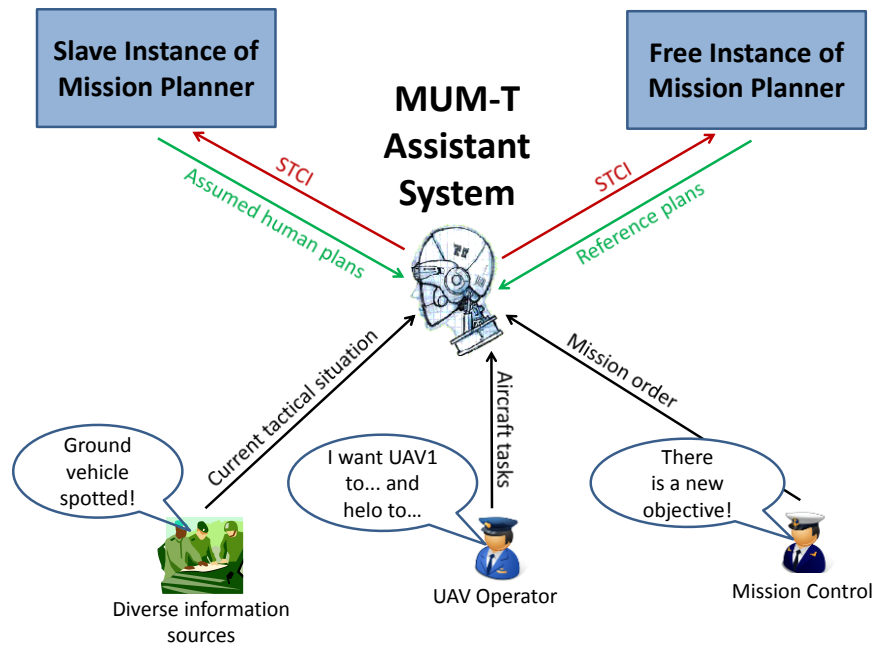 Slave Instance of
Mission Planner
Free Instance of
Mission Planner
MUM-T
Assistant
System
STCI
Assumed human plans
STCI
Reference plans
Current tactical situation
Aircraft tasks
Mission order
Ground
vehicle
spotted!
I want UAV1
to... and
helo to…
There
is a new
objective!
Diverse information
sources
UAV Operator
Mission Control